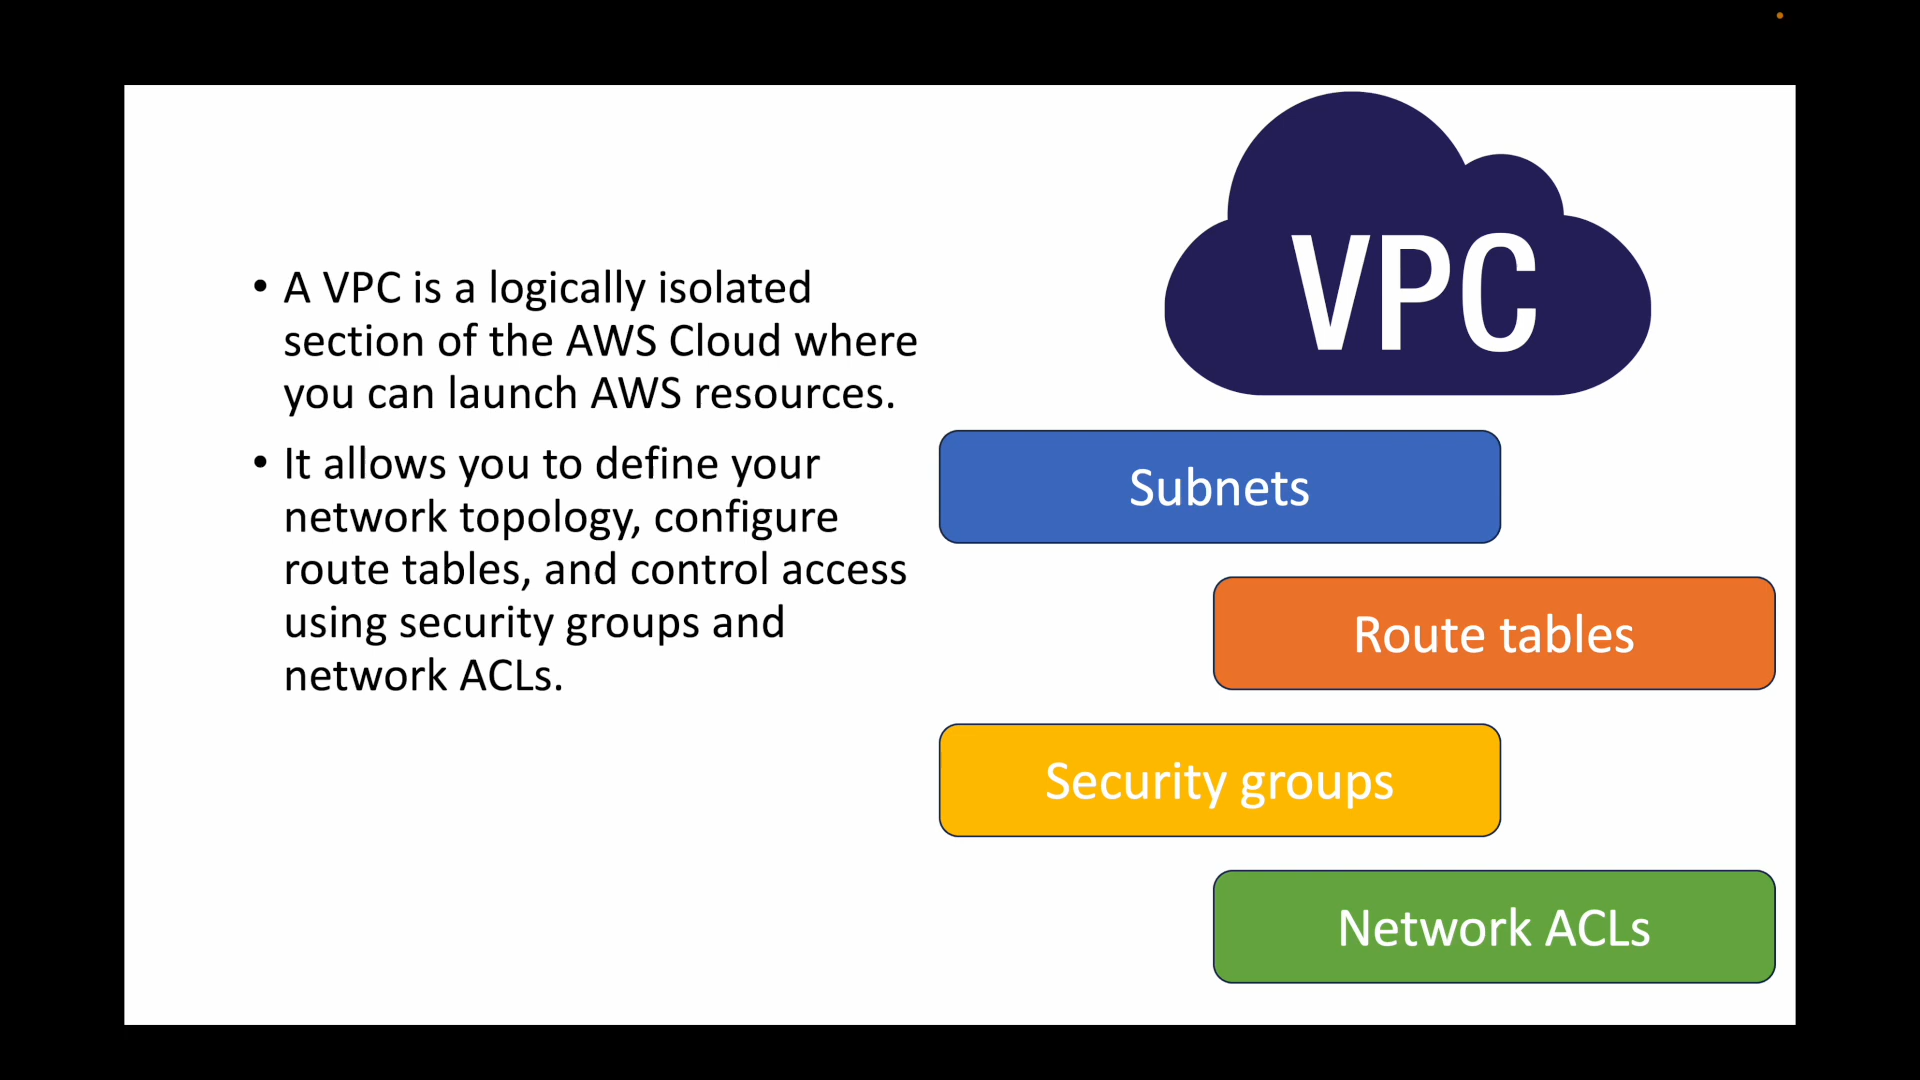 • A VPC is a logically isolated
section of the AWS Cloud where
you can launch AWS resources.
• It allows you to define your
network topology, configure
route tables, and control access
using security groups and
network ACLs.
VPC
Subnets
Route tables
Security groups
Network ACLs